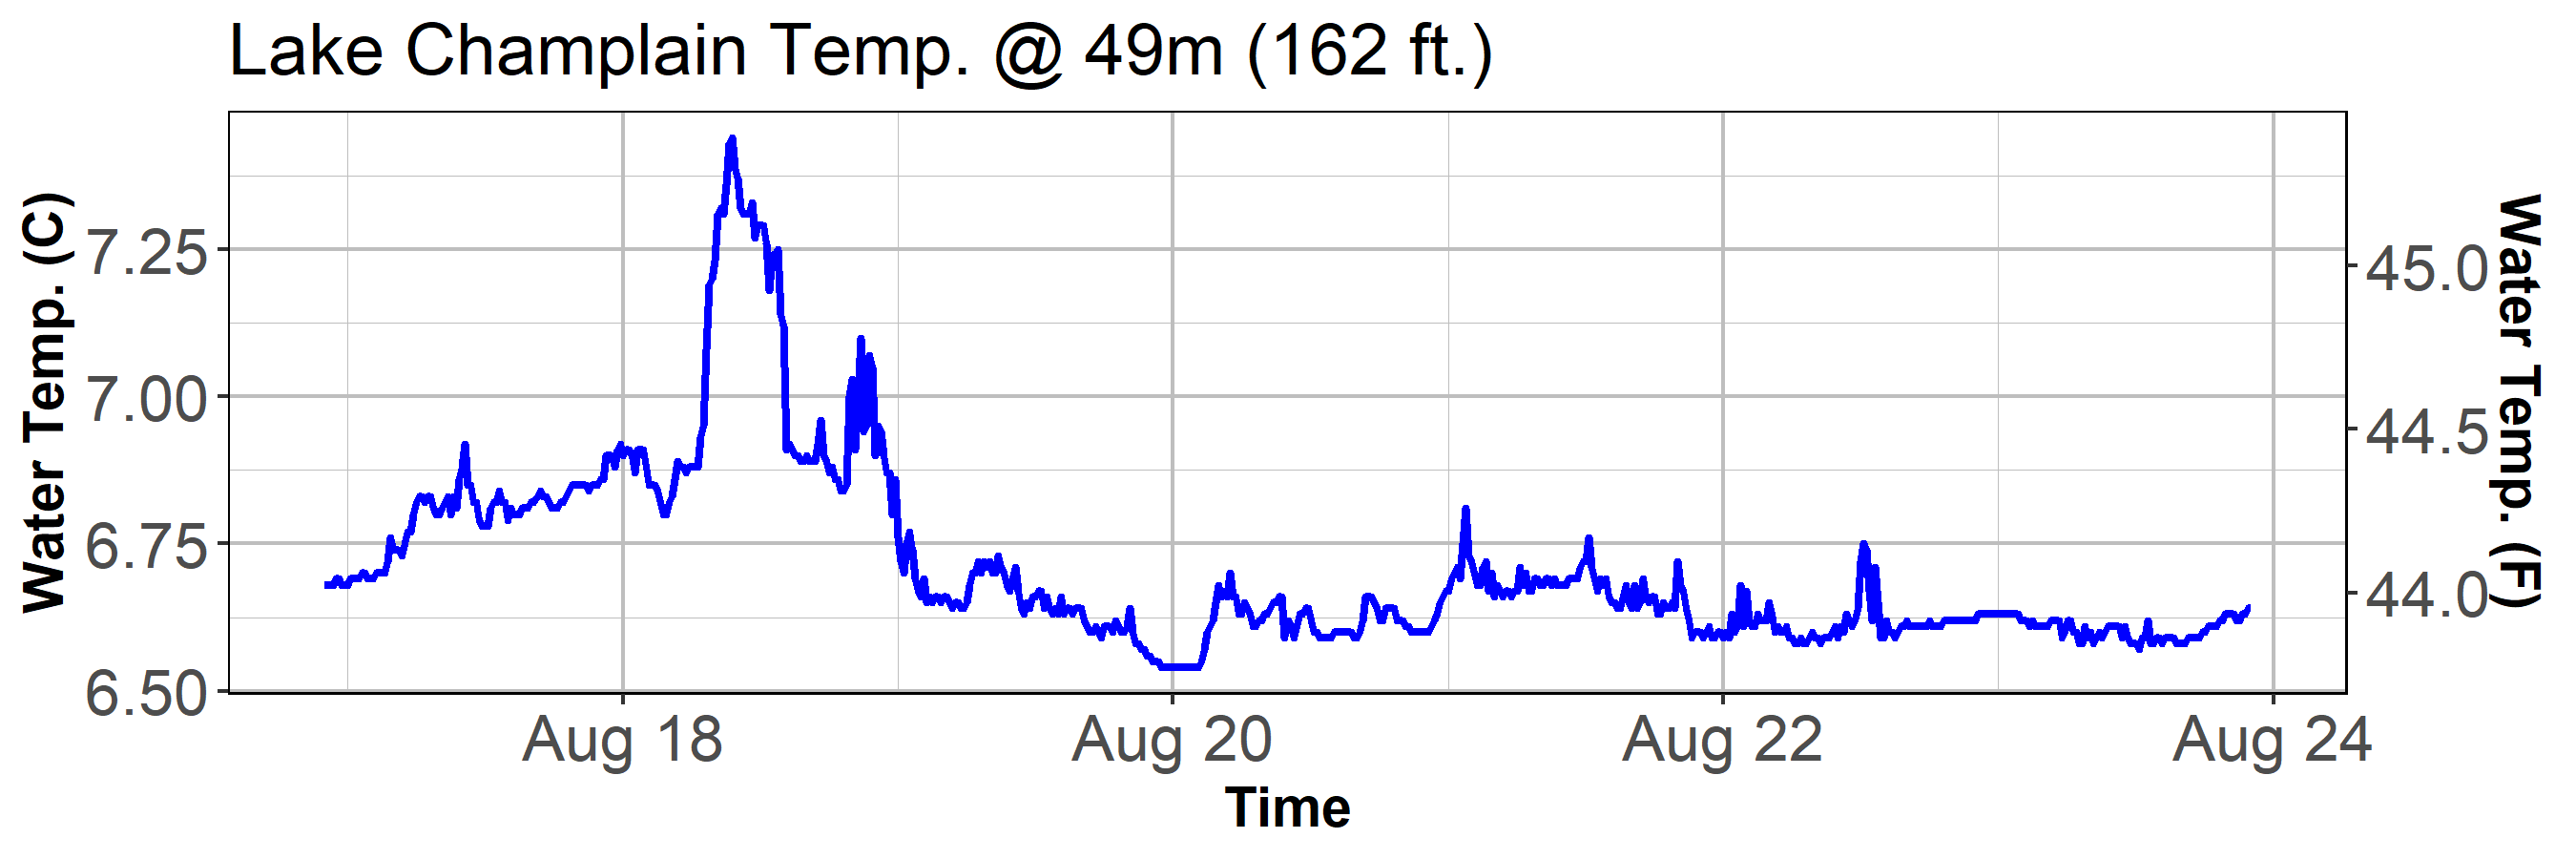 Lake Champlain Temp. @ 49m (162 ft.)
Water Temp. (C)
7.25
7.00
6.75
6.50
45.0
44.5
44.0
Water Temp. (F)
Aug 18
Aug 20
Aug 22
Aug 24
Time